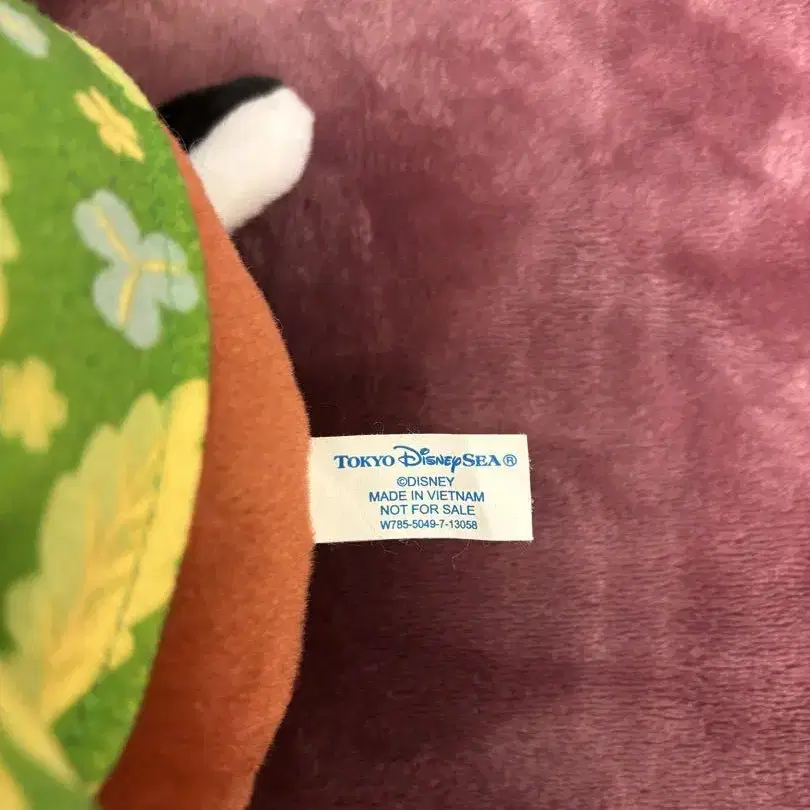 TOKYO DisneySEA®
©DISNEY
MADE IN VIETNAM
NOT FOR SALE
W785-5049-7-13058